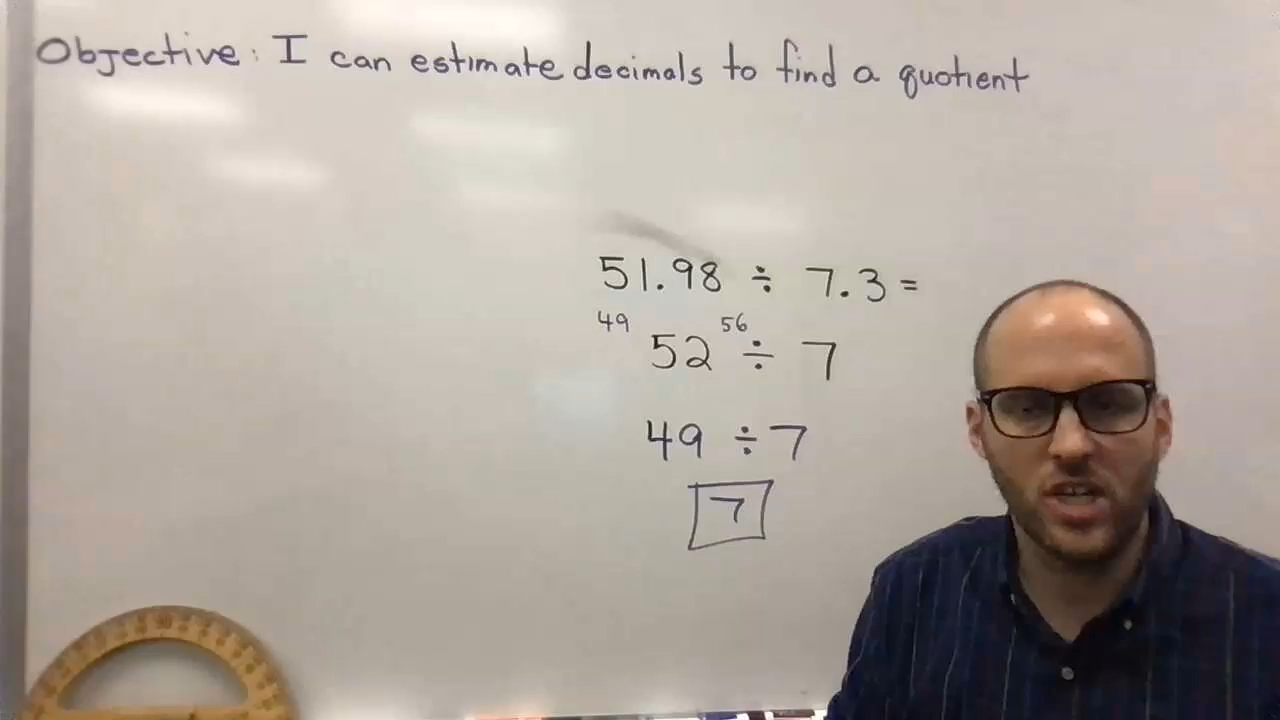 Objective: I can estimate decimals to find a quotient
51.98 ÷ 7.3 =
49 56
52 ÷ 7
49 ÷ 7
7